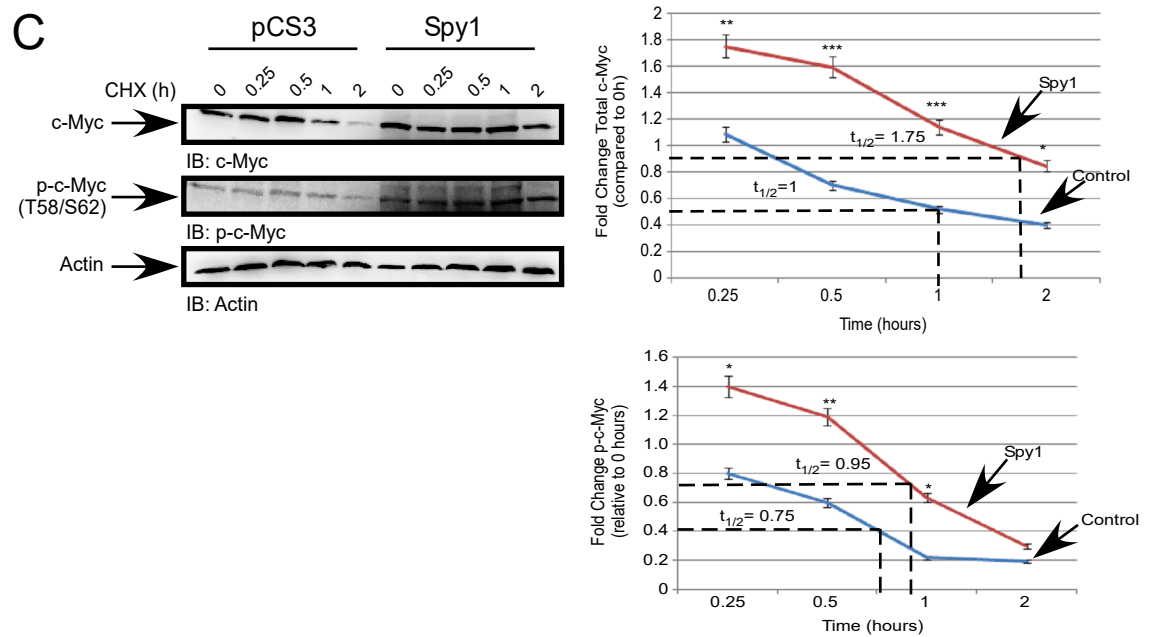 C
pCS3 Spy1
CHX (h) 0 0.25 0.5 1 2 0 0.25 0.5 1 2
c-Myc
IB: c-Myc
p-c-Myc
(T58/S62)
IB: p-c-Myc
Actin
IB: Actin
Fold Change Total c-Myc
(compared to 0h)
2
1.8
1.6
1.4
1.2
1
0.8
0.6
0.4
0.2
0
**
***
***
*
Spy1
t1/2= 1.75
Control
t1/2=1
0.25 0.5 1 2
Time (hours)
Fold Change p-c-Myc
(relative to 0 hours)
1.6
1.4
1.2
1.0
0.8
0.6
0.4
0.2
0
*
**
*
Spy1
t1/2= 0.95
t1/2= 0.75
Control
0.25 0.5 1 2
Time (hours)